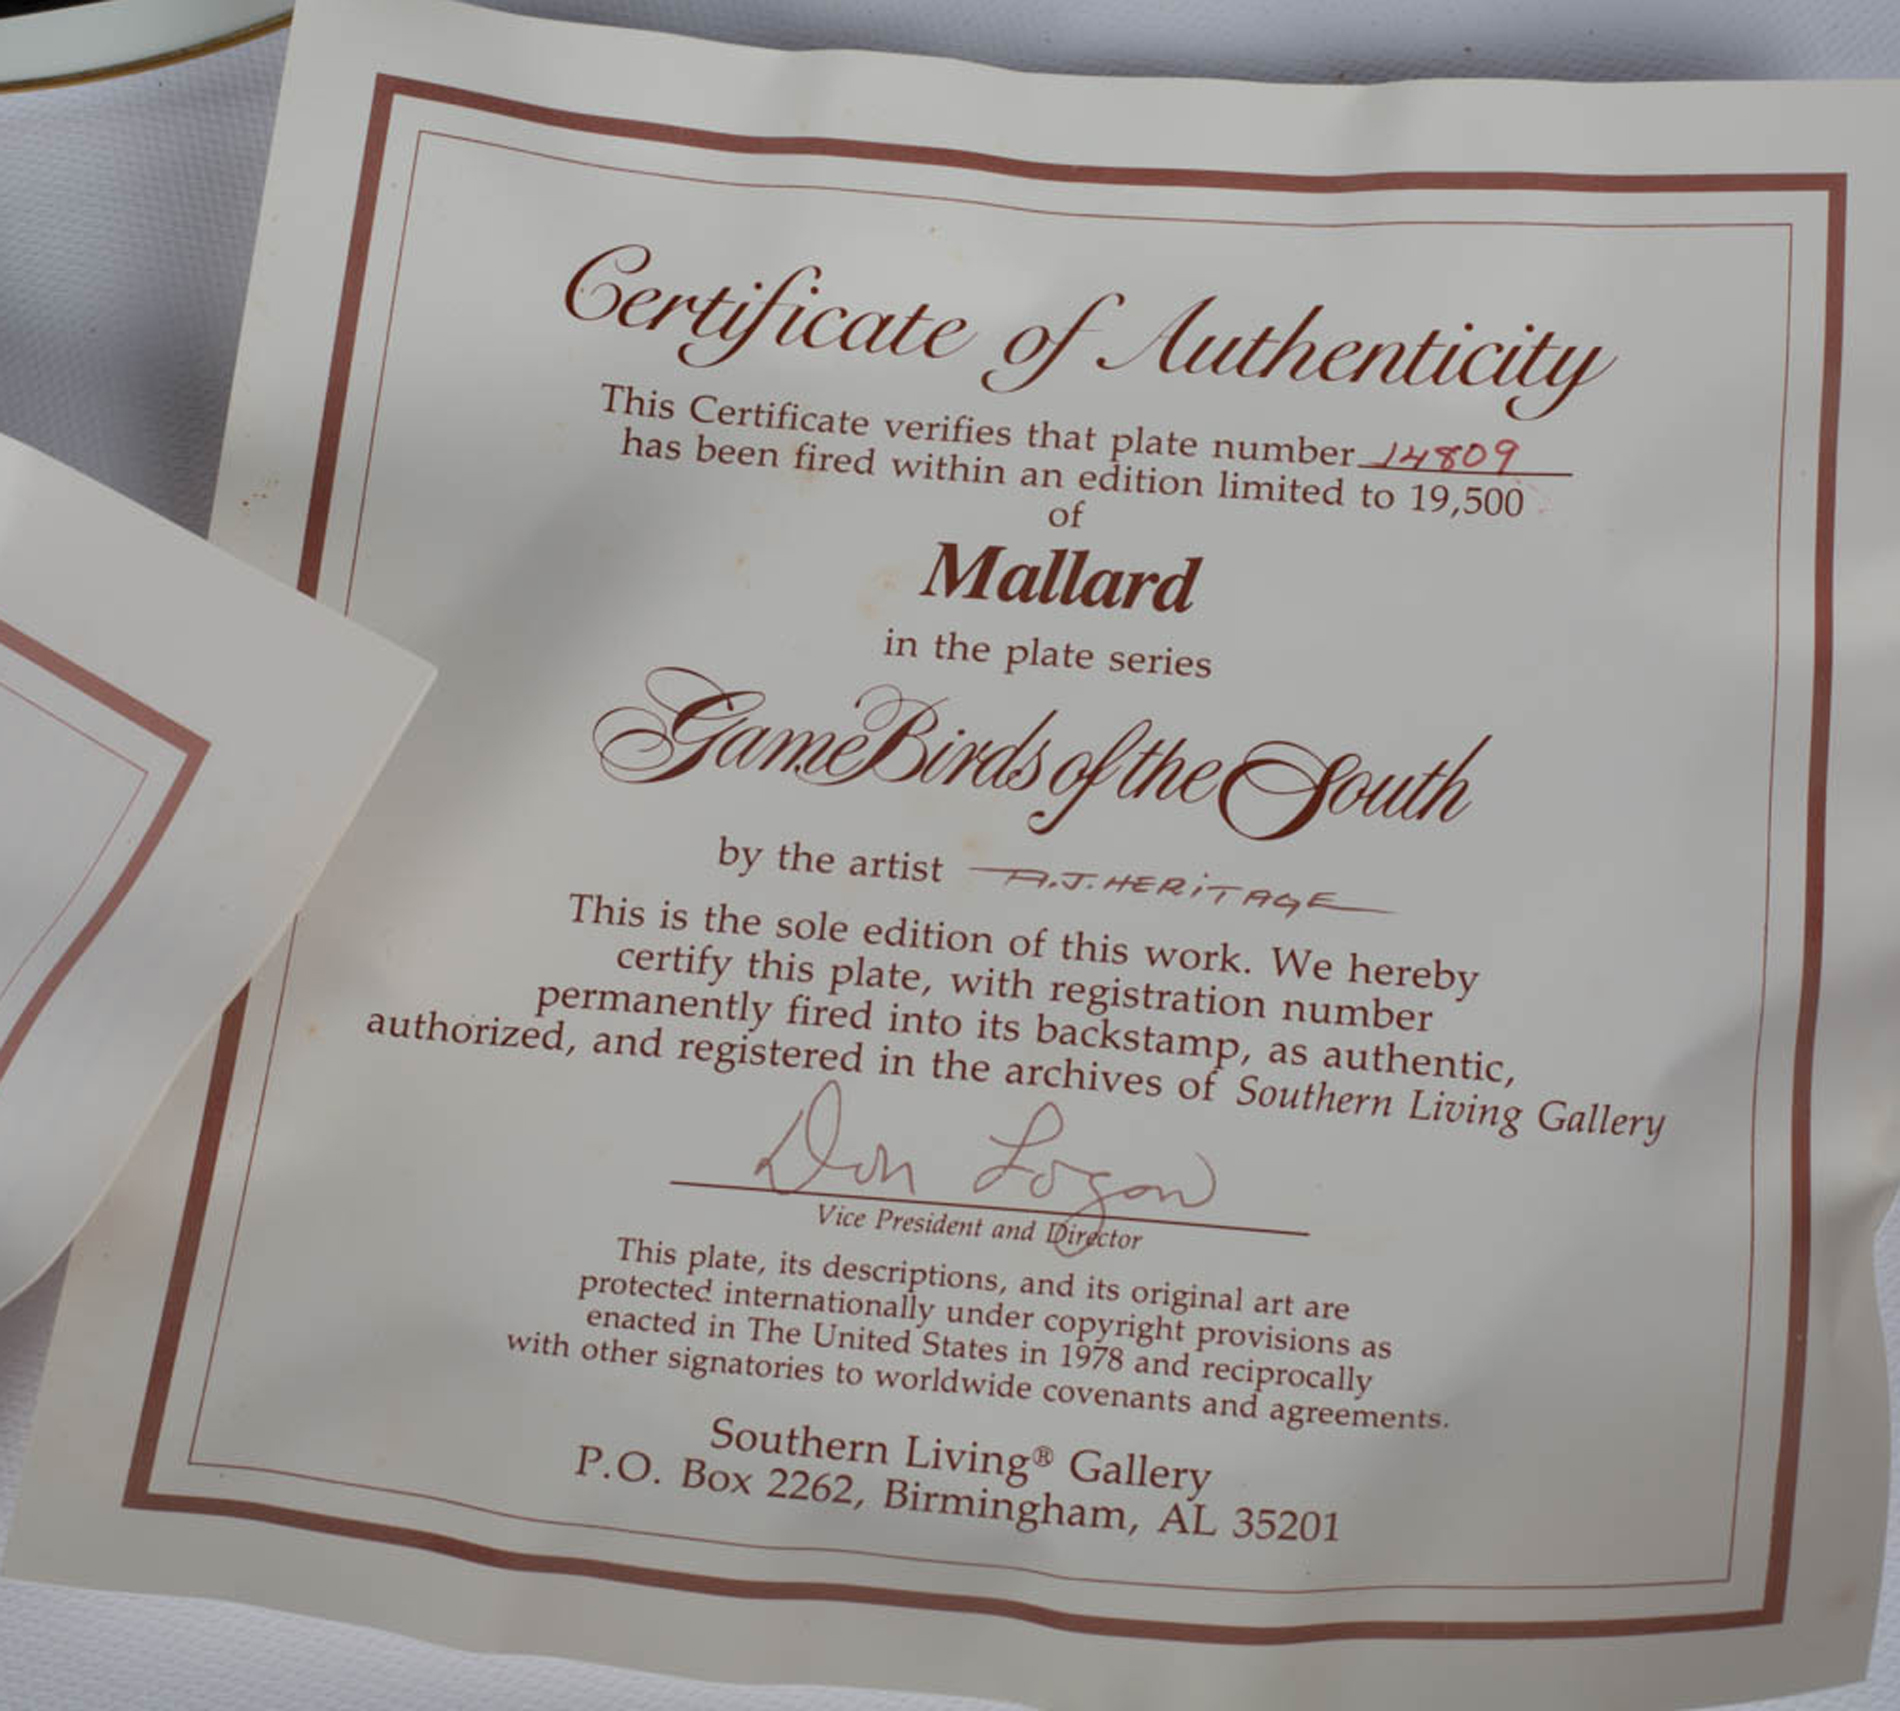 Certificate of Authenticity
This Certificate verifies that plate number 14809
has been fired within an edition limited to 19,500
of
Mallard
in the plate series
Game Birds of the South
by the artist A.J. HERITAGE
This is the sole edition of this work. We hereby
certify this plate, with registration number
permanently fired into its backstamp, as authentic,
authorized, and registered in the archives of Southern Living Gallery
Don Logan
Vice President and Director
This plate, its descriptions, and its original art are
protected internationally under copyright provisions as
enacted in The United States in 1978 and reciprocally
with other signatories to worldwide covenants and agreements.
Southern Living® Gallery
P.O. Box 2262, Birmingham, AL 35201